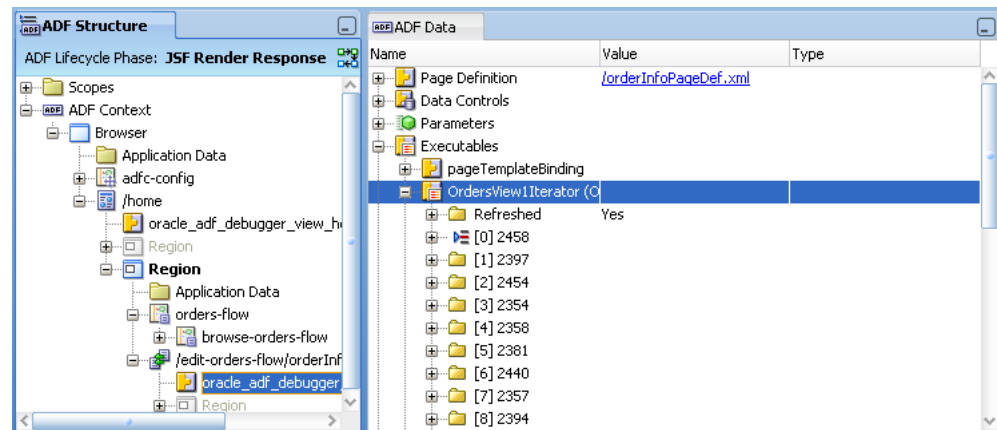 ADF Structure
ADF Lifecycle Phase: JSF Render Response
Scopes
ADF ADF Context
Browser
Application Data
adfc-config
/home
oracle_adf_debugger_view_h
Region
Region
Application Data
orders-flow
browse-orders-flow
/edit-orders-flow/orderInf
oracle_adf_debugger_
Region
ADF ADF Data
Name Value Type
Page Definition /orderInfoPageDef.xml
Data Controls
Parameters
Executables
pageTemplateBinding
OrdersView1Iterator (O
Refreshed Yes
[0] 2458
[1] 2397
[2] 2454
[3] 2354
[4] 2358
[5] 2381
[6] 2440
[7] 2357
[8] 2394